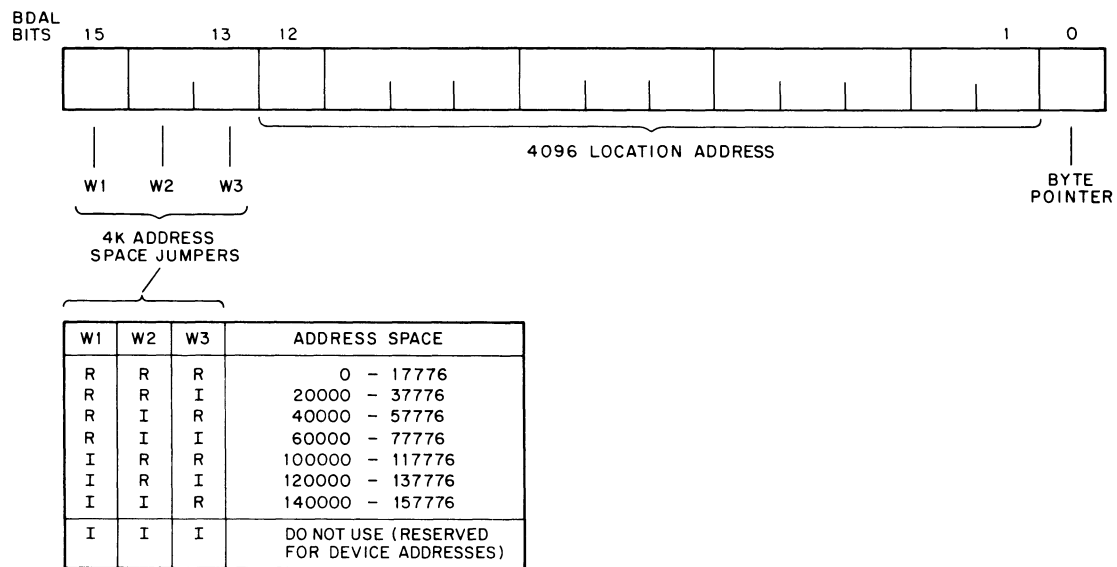 BDAL
BITS 15 13 12 1 0
4096 LOCATION ADDRESS
W1 W2 W3
BYTE
POINTER
4K ADDRESS
SPACE JUMPERS
W1 W2 W3 ADDRESS SPACE
R R R 0 - 17776
R R I 20000 - 37776
R I R 40000 - 57776
R I I 60000 - 77776
I R R 100000 - 117776
I R I 120000 - 137776
I I R 140000 - 157776
I I I DO NOT USE (RESERVED
FOR DEVICE ADDRESSES)